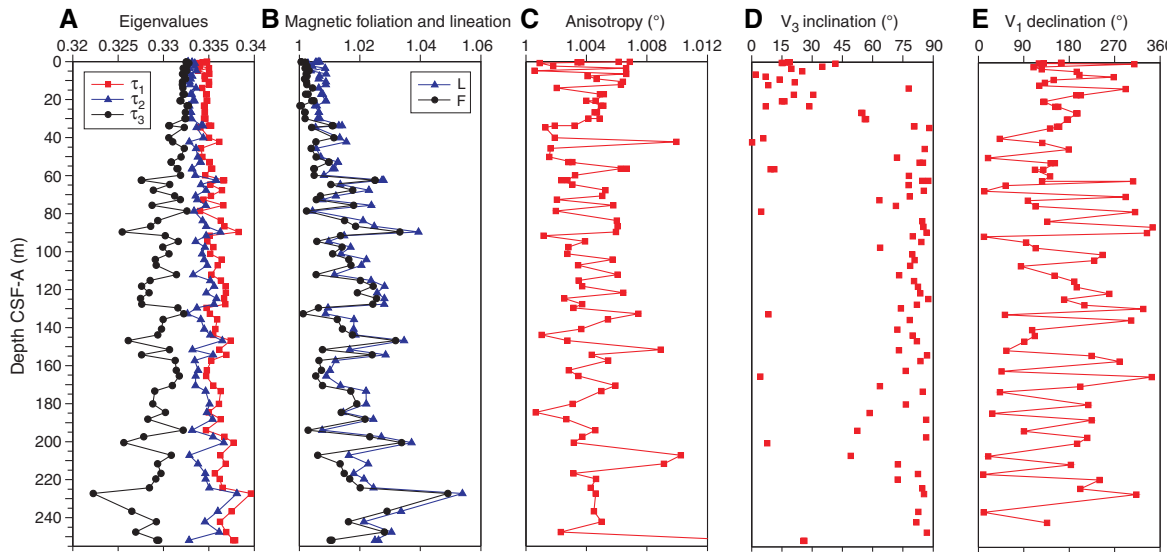 A Eigenvalues
0.32 0.325 0.33 0.335 0.34
B Magnetic foliation and lineation
1 1.02 1.04 1.06
C Anisotropy (°)
1 1.004 1.008 1.012
D V3 inclination (°)
0 15 30 45 60 75 90
E V1 declination (°)
0 90 180 270 360
Depth CSF-A (m)
0
20
40
60
80
100
120
140
160
180
200
220
240
τ1
τ2
τ3
L
F